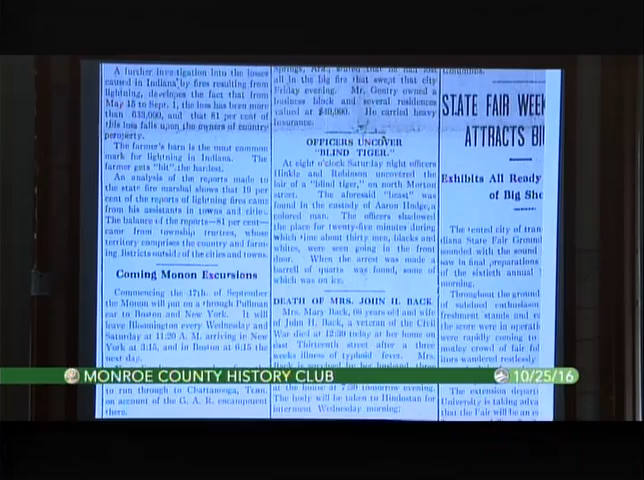 A further investigation into the losses
caused in Indiana by fires resulting from
lightning, developes the fact that from
May 15 to Sept. 1, the loss has been more
than 633,000, and that 81 per cent of
this loss falls upon the owners of country
property.
The farmer's barn is the most common
mark for lightning in Indiana. The
farmer gets "hit" the hardest.
An analysis of the reports made to
the state fire marshal shows that 19 per
cent of the reports of lightning fires came
from his assistants in towns and cities.
The balance of the reports—81 per cent—
came from township trustees, whose
territory comprises the country and farm-
ing districts outside of the cities and towns.
Coming Monon Excursions
Commencing the 17th. of September
the Monon will put on a through Pullman
car to Boston and New York. It will
leave Bloomington every Wednesday and
Saturday at 11:20 A. M. arriving in New
York at 3:15, and in Boston at 6:15 the
next day.
to run through to Chattanooga, Tenn.
on account of the G. A. R. encampment
there.
Springs, Ark., stated that he had lost
all in the big fire that swept that city
Friday evening. Mr. Gentry owned a
business block and several residences
valued at $40,000. He carried heavy
insurance.
OFFICERS UNCOVER
"BLIND TIGER."
At eight o'clock Saturday night officers
Hinkle and Robinson uncovered the
lair of a "blind tiger," on north Morton
street. The aforesaid "beast" was
found in the custody of Aaron Hodge, a
colored man. The officers shadowed
the place for twenty-five minutes during
which time about thirty men, blacks and
whites, were seen going in the front
door. When the arrest was made a
barrell of quarts was found, some of
which was on ice.
DEATH OF MRS. JOHN H. BACK
Mrs. Mary Back, 66 years old and wife
of John H. Back, a veteran of the Civil
War died at 12:30 today at her home on
east Thirteenth street after a three
weeks illness of typhoid fever. Mrs.
Back is survived by her husband, three
at the house at 7:30 tomorrow evening.
The body will be taken to Hindostan for
interment Wednesday morning.
Columbus.
STATE FAIR WEEK
ATTRACTS BI
Exhibits All Ready
of Big Sho
The tented city of tran
diana State Fair Ground
sounded with the sound
saw in final preparations
of the sixtieth annual
Throughout the ground
of subdued enthusiasm
freshment stands and r
the score were in operati
were rapidly coming to
motley crowd of fair fol
iors wandered restlessly
The extension depart
University is taking adva
that the Fair will be an e
MONROE COUNTY HISTORY CLUB
10/25/16